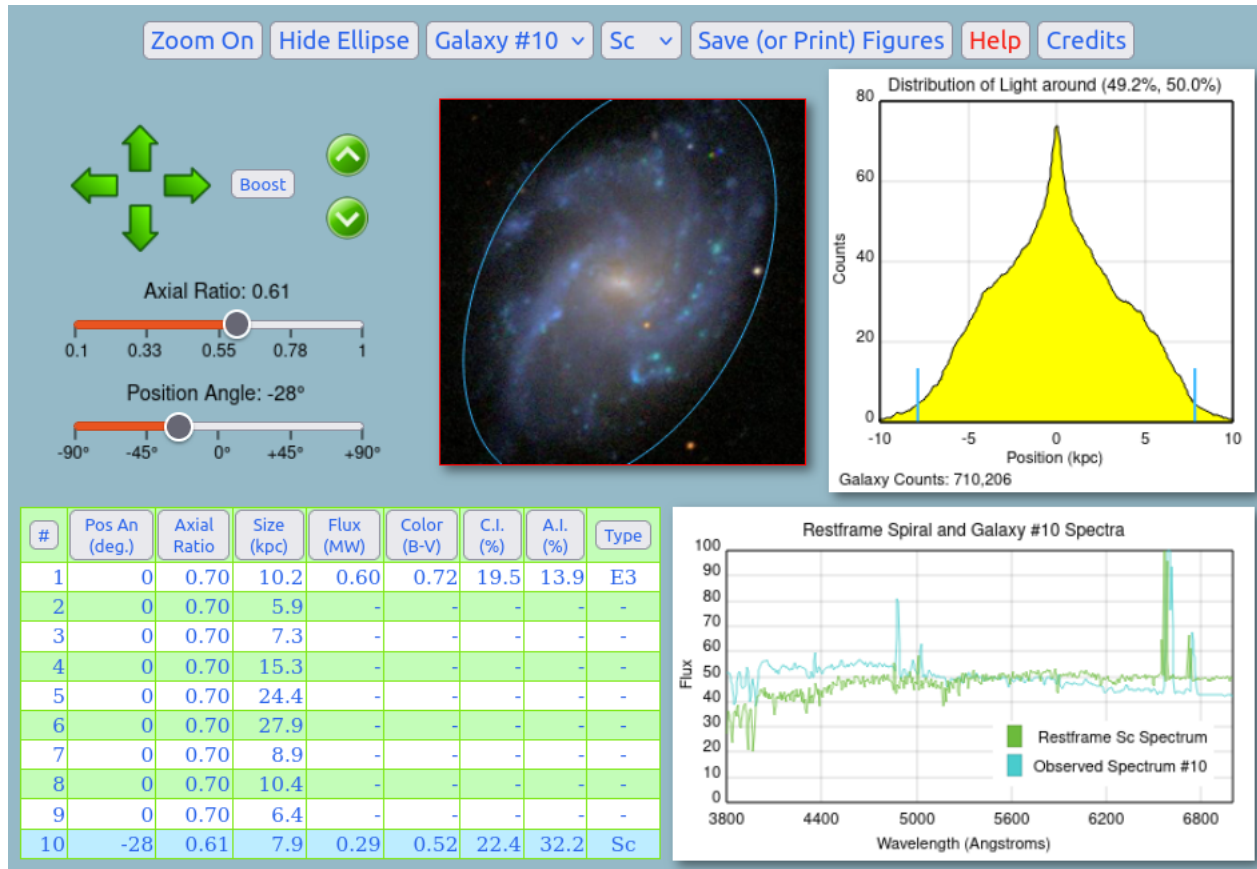 Zoom On Hide Ellipse Galaxy #10 Sc Save (or Print) Figures Help Credits
Boost
Axial Ratio: 0.61
0.1 0.33 0.55 0.78 1
Position Angle: -28°
-90° -45° 0° +45° +90°
Distribution of Light around (49.2%, 50.0%)
80
60
40
20
0
Counts
-10 -5 0 5 10
Position (kpc)
Galaxy Counts: 710,206
# Pos An (deg.) Axial Ratio Size (kpc) Flux (MW) Color (B-V) C.I. (%) A.I. (%) Type
1 0 0.70 10.2 0.60 0.72 19.5 13.9 E3
2 0 0.70 5.9 - - - - -
3 0 0.70 7.3 - - - - -
4 0 0.70 15.3 - - - - -
5 0 0.70 24.4 - - - - -
6 0 0.70 27.9 - - - - -
7 0 0.70 8.9 - - - - -
8 0 0.70 10.4 - - - - -
9 0 0.70 6.4 - - - - -
10 -28 0.61 7.9 0.29 0.52 22.4 32.2 Sc
Restframe Spiral and Galaxy #10 Spectra
100
90
80
70
60
50
40
30
20
10
0
Flux
Restframe Sc Spectrum
Observed Spectrum #10
3800 4400 5000 5600 6200 6800
Wavelength (Angstroms)